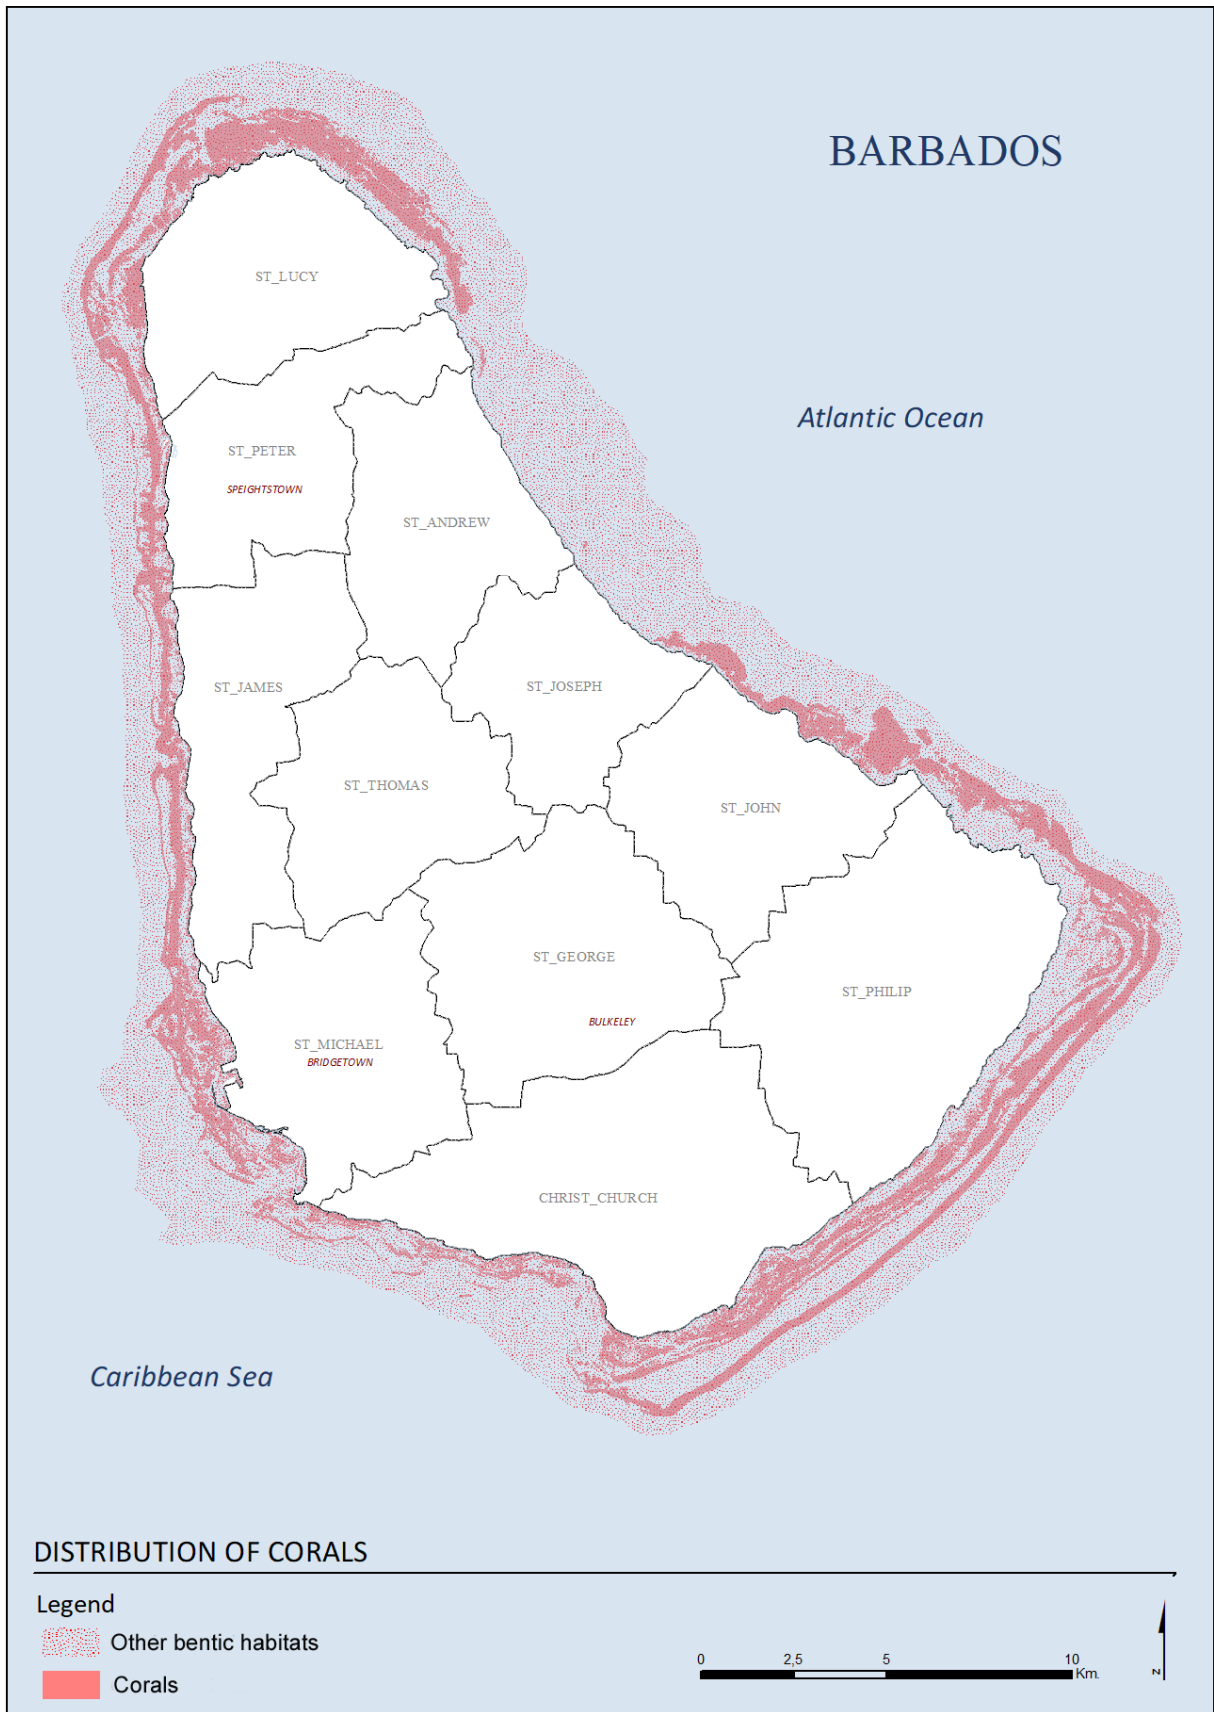 BARBADOS
ST_LUCY
Atlantic Ocean
ST_PETER
SPEIGHTSTOWN
ST_ANDREW
ST_JAMES
ST_JOSEPH
ST_THOMAS
ST_JOHN
ST_GEORGE
ST_PHILIP
BULKELEY
ST_MICHAEL
BRIDGETOWN
CHRIST_CHURCH
Caribbean Sea
DISTRIBUTION OF CORALS
Legend
Other bentic habitats
Corals
0 2,5 5 10
Km.
N